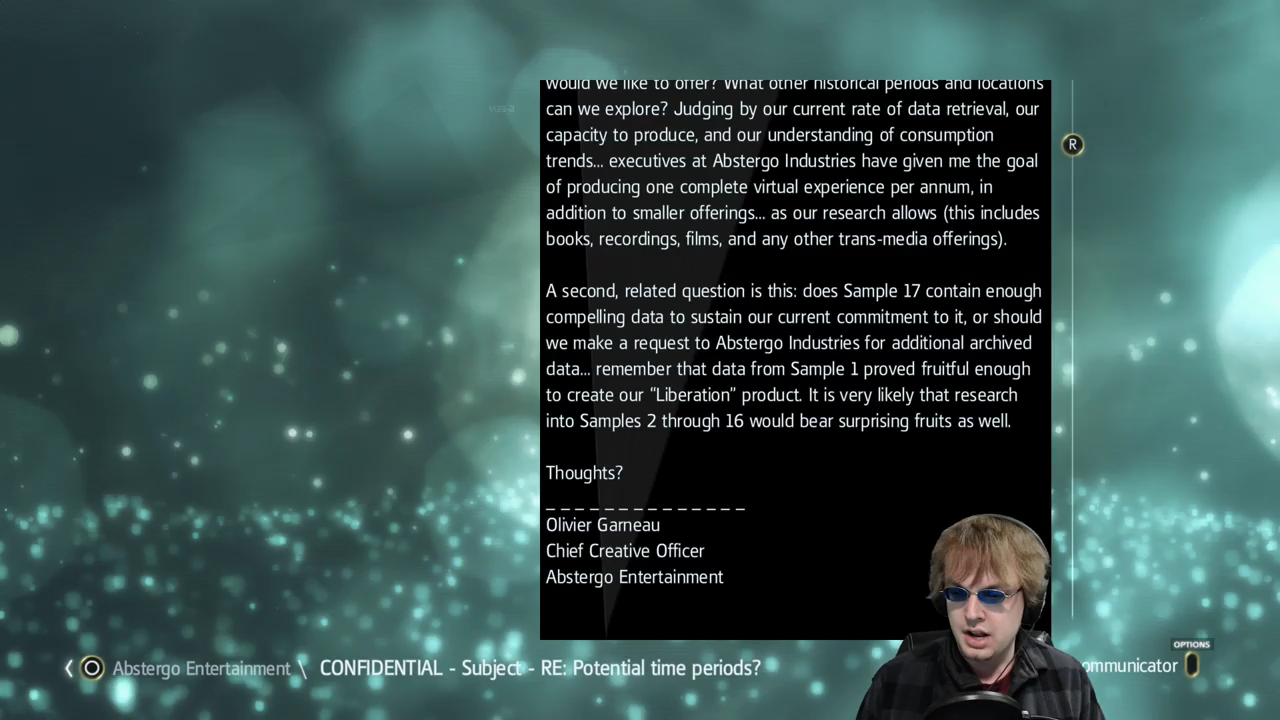 would we like to offer? What other historical periods and locations
can we explore? Judging by our current rate of data retrieval, our
capacity to produce, and our understanding of consumption
trends... executives at Abstergo Industries have given me the goal
of producing one complete virtual experience per annum, in
addition to smaller offerings... as our research allows (this includes
books, recordings, films, and any other trans-media offerings).
A second, related question is this: does Sample 17 contain enough
compelling data to sustain our current commitment to it, or should
we make a request to Abstergo Industries for additional archived
data... remember that data from Sample 1 proved fruitful enough
to create our “Liberation” product. It is very likely that research
into Samples 2 through 16 would bear surprising fruits as well.
Thoughts?
_ _ _ _ _ _ _ _ _ _ _ _ _ _
Olivier Garneau
Chief Creative Officer
Abstergo Entertainment
R
OPTIONS
Abstergo Entertainment \ CONFIDENTIAL - Subject - RE: Potential time periods?
ommunicator